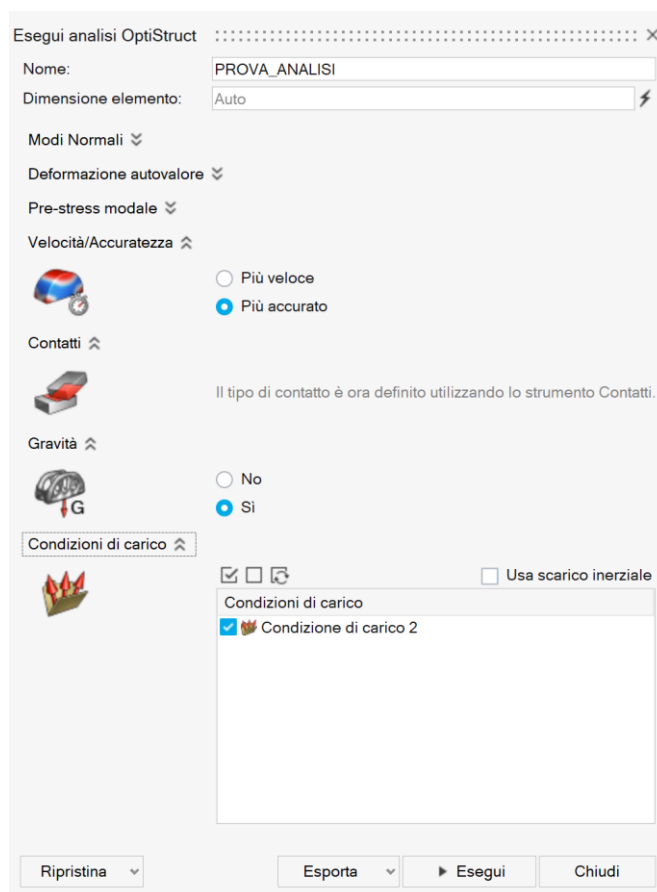 Esegui analisi OptiStruct
Nome: PROVA_ANALISI
Dimensione elemento: Auto
Modi Normali
Deformazione autovalore
Pre-stress modale
Velocità/Accuratezza
Più veloce
Più accurato
Contatti
Il tipo di contatto è ora definito utilizzando lo strumento Contatti.
Gravità
No
G
Sì
Condizioni di carico
Usa scarico inerziale
Condizioni di carico
Condizione di carico 2
Ripristina Esporta Esegui Chiudi